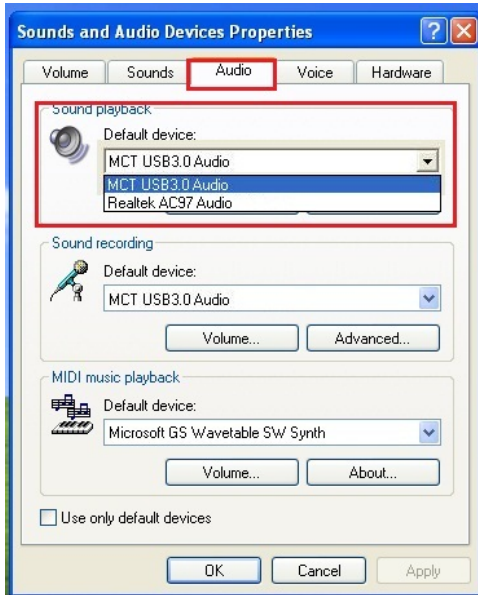 Sounds and Audio Devices Properties
Volume Sounds Audio Voice Hardware
Sound playback
Default device:
MCT USB3.0 Audio
MCT USB3.0 Audio
Realtek AC97 Audio
Sound recording
Default device:
MCT USB3.0 Audio
Volume... Advanced...
MIDI music playback
Default device:
Microsoft GS Wavetable SW Synth
Volume... About...
Use only default devices
OK Cancel Apply